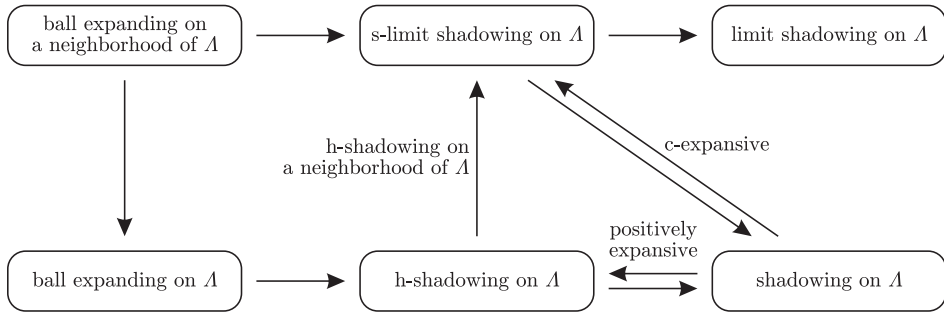 ball expanding on
a neighborhood of Λ
s-limit shadowing on Λ
limit shadowing on Λ
h-shadowing on
a neighborhood of Λ
c-expansive
positively
expansive
ball expanding on Λ
h-shadowing on Λ
shadowing on Λ